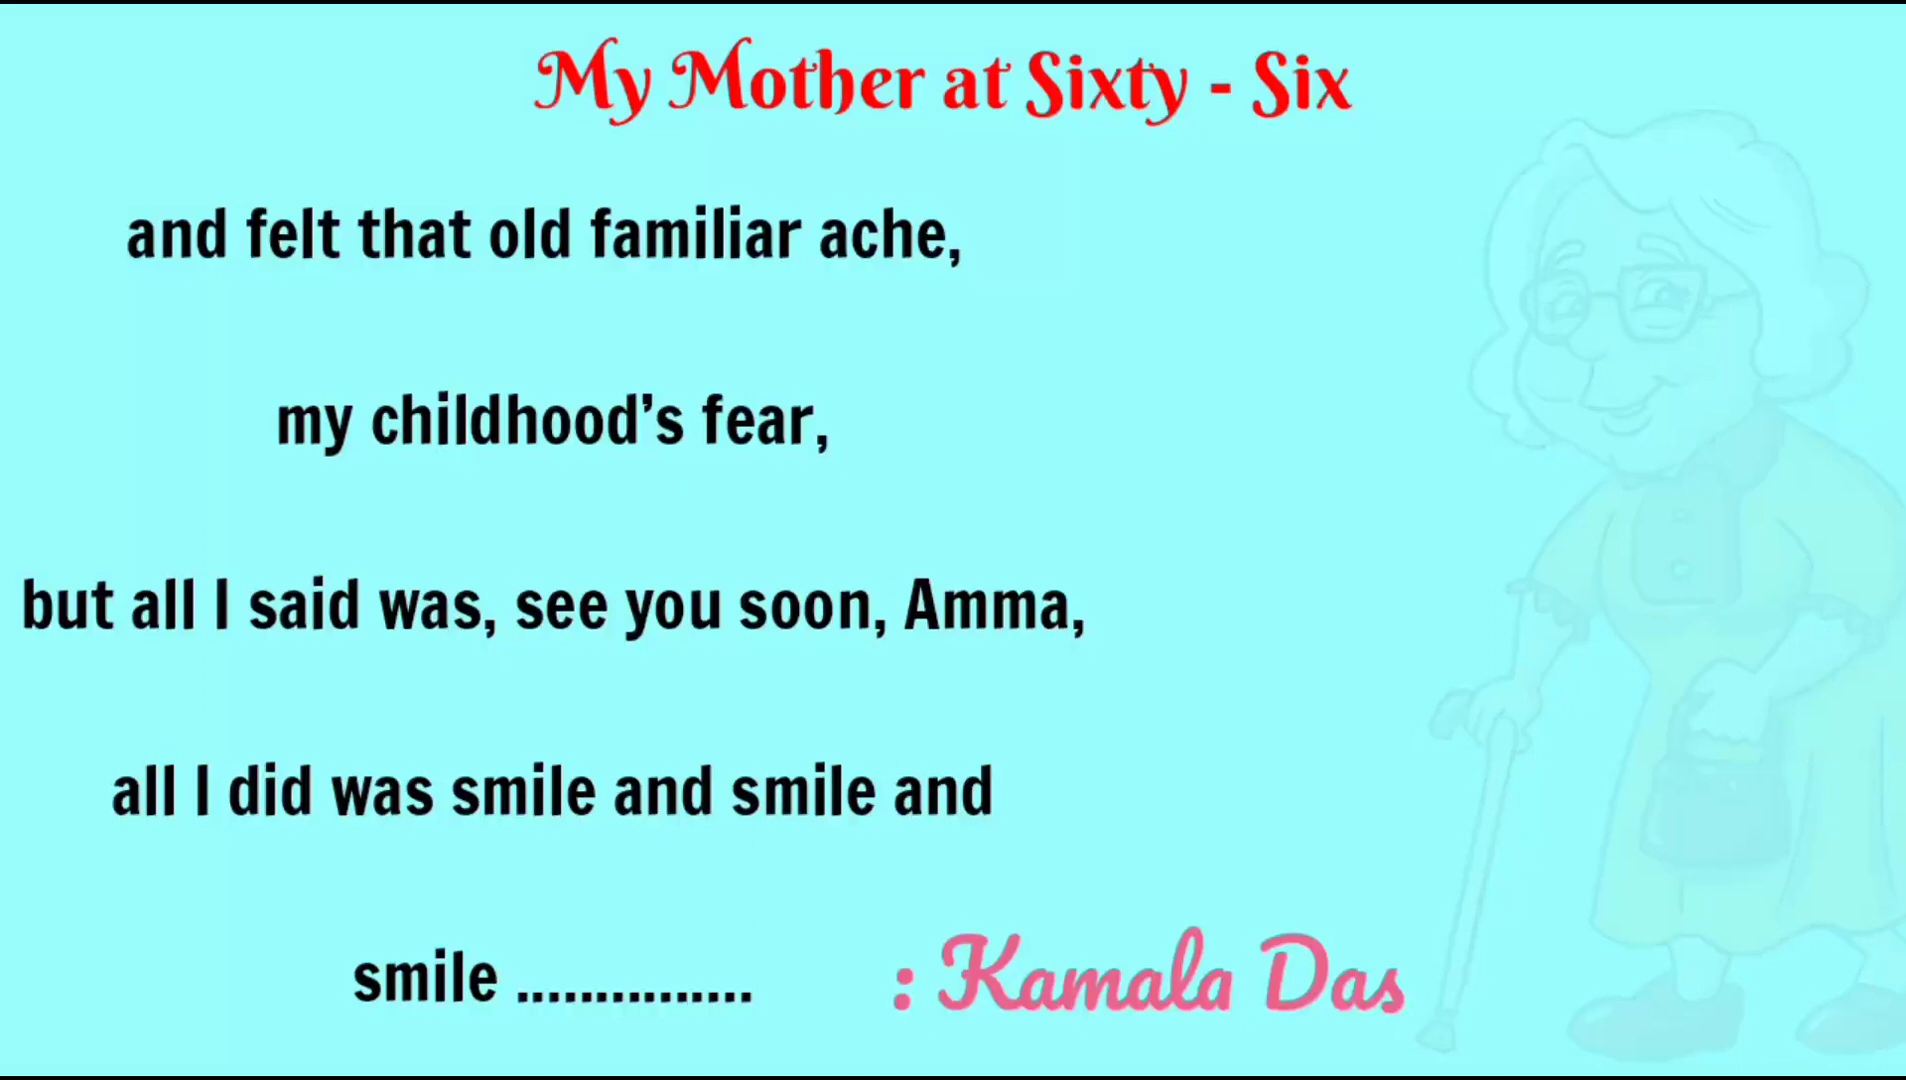 My Mother at Sixty - Six
and felt that old familiar ache,
my childhood’s fear,
but all I said was, see you soon, Amma,
all I did was smile and smile and
smile ...............
: Kamala Das